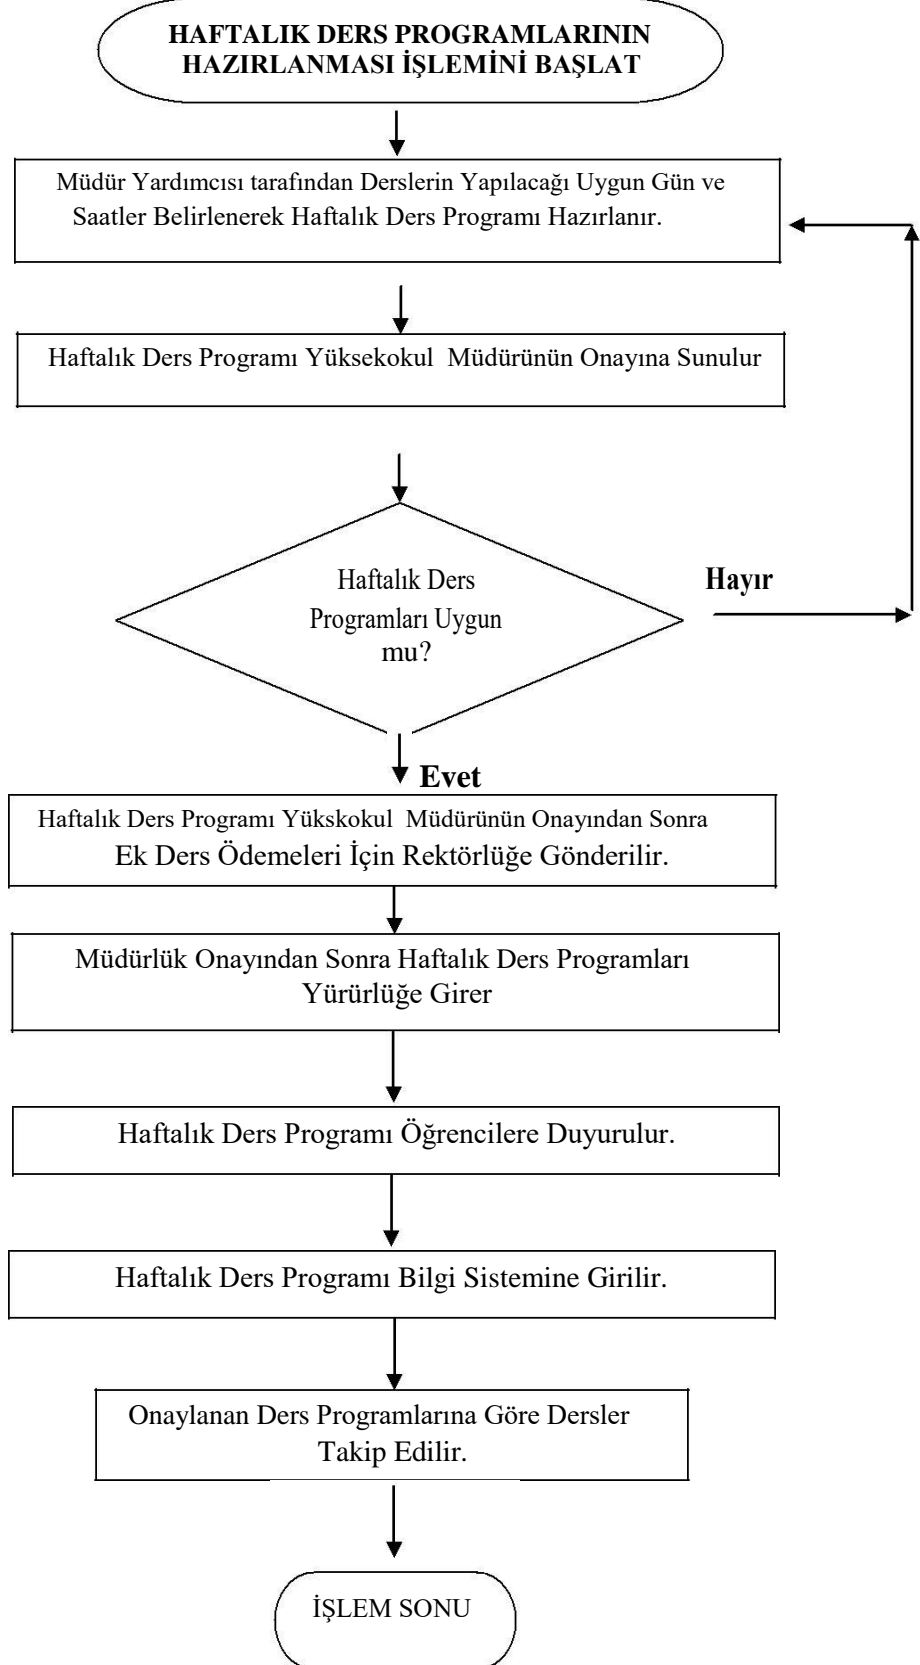 HAFTALIK DERS PROGRAMLARININ
HAZIRLANMASI İŞLEMİNİ BAŞLAT
Müdür Yardımcısı tarafından Derslerin Yapılacağı Uygun Gün ve
Saatler Belirlenerek Haftalık Ders Programı Hazırlanır.
Haftalık Ders Programı Yüksekokul Müdürünün Onayına Sunulur
Haftalık Ders
Programları Uygun
mu?
Hayır
Evet
Haftalık Ders Programı Yükskokul Müdürünün Onayından Sonra
Ek Ders Ödemeleri İçin Rektörlüğe Gönderilir.
Müdürlük Onayından Sonra Haftalık Ders Programları
Yürürlüğe Girer
Haftalık Ders Programı Öğrencilere Duyurulur.
Haftalık Ders Programı Bilgi Sistemine Girilir.
Onaylanan Ders Programlarına Göre Dersler
Takip Edilir.
İŞLEM SONU